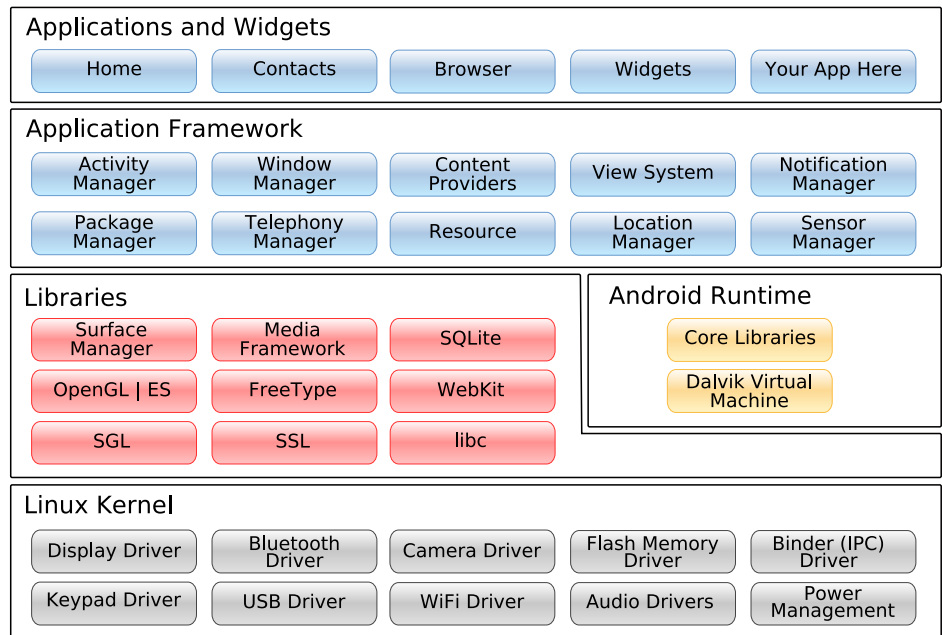 Applications and Widgets
Home
Contacts
Browser
Widgets
Your App Here
Application Framework
Activity
Manager
Window
Manager
Content
Providers
View System
Notification
Manager
Package
Manager
Telephony
Manager
Resource
Location
Manager
Sensor
Manager
Libraries
Surface
Manager
Media
Framework
SQLite
OpenGL | ES
FreeType
WebKit
SGL
SSL
libc
Android Runtime
Core Libraries
Dalvik Virtual
Machine
Linux Kernel
Display Driver
Bluetooth
Driver
Camera Driver
Flash Memory
Driver
Binder (IPC)
Driver
Keypad Driver
USB Driver
WiFi Driver
Audio Drivers
Power
Management